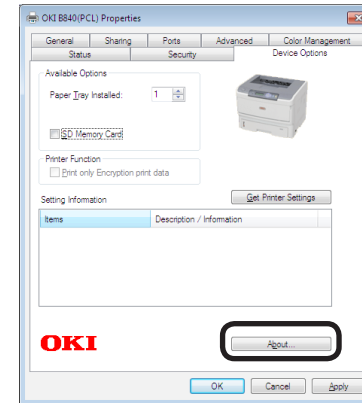 OKI B840(PCL) Properties
General Sharing Ports Advanced Color Management
Status Security Device Options
Available Options
Paper Tray Installed: 1
SD Memory Card
Printer Function
Print only Encryption print data
Setting Information Get Printer Settings
Items Description / Information
OKI About...
OK Cancel Apply